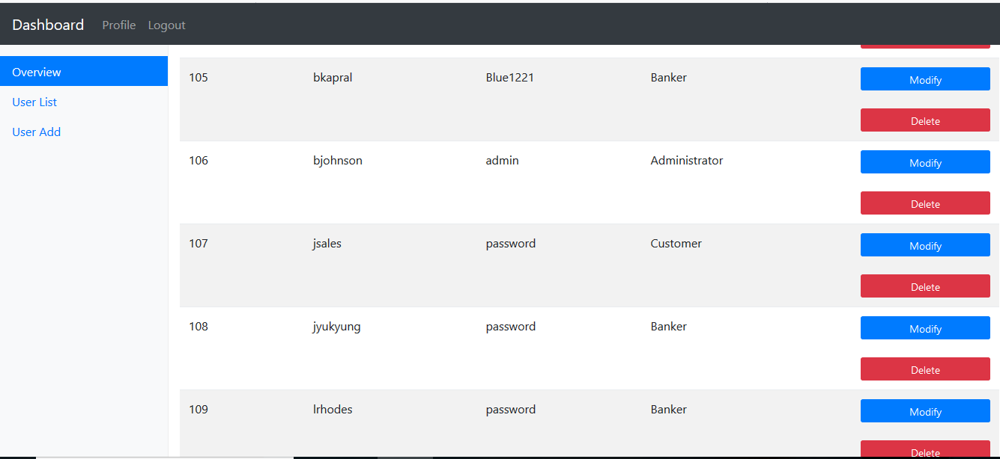 Dashboard Profile Logout
Overview
User List
User Add
105 bkapral Blue1221 Banker Modify
Delete
106 bjohnson admin Administrator Modify
Delete
107 jsales password Customer Modify
Delete
108 jyukyung password Banker Modify
Delete
109 lrhodes password Banker Modify
Delete